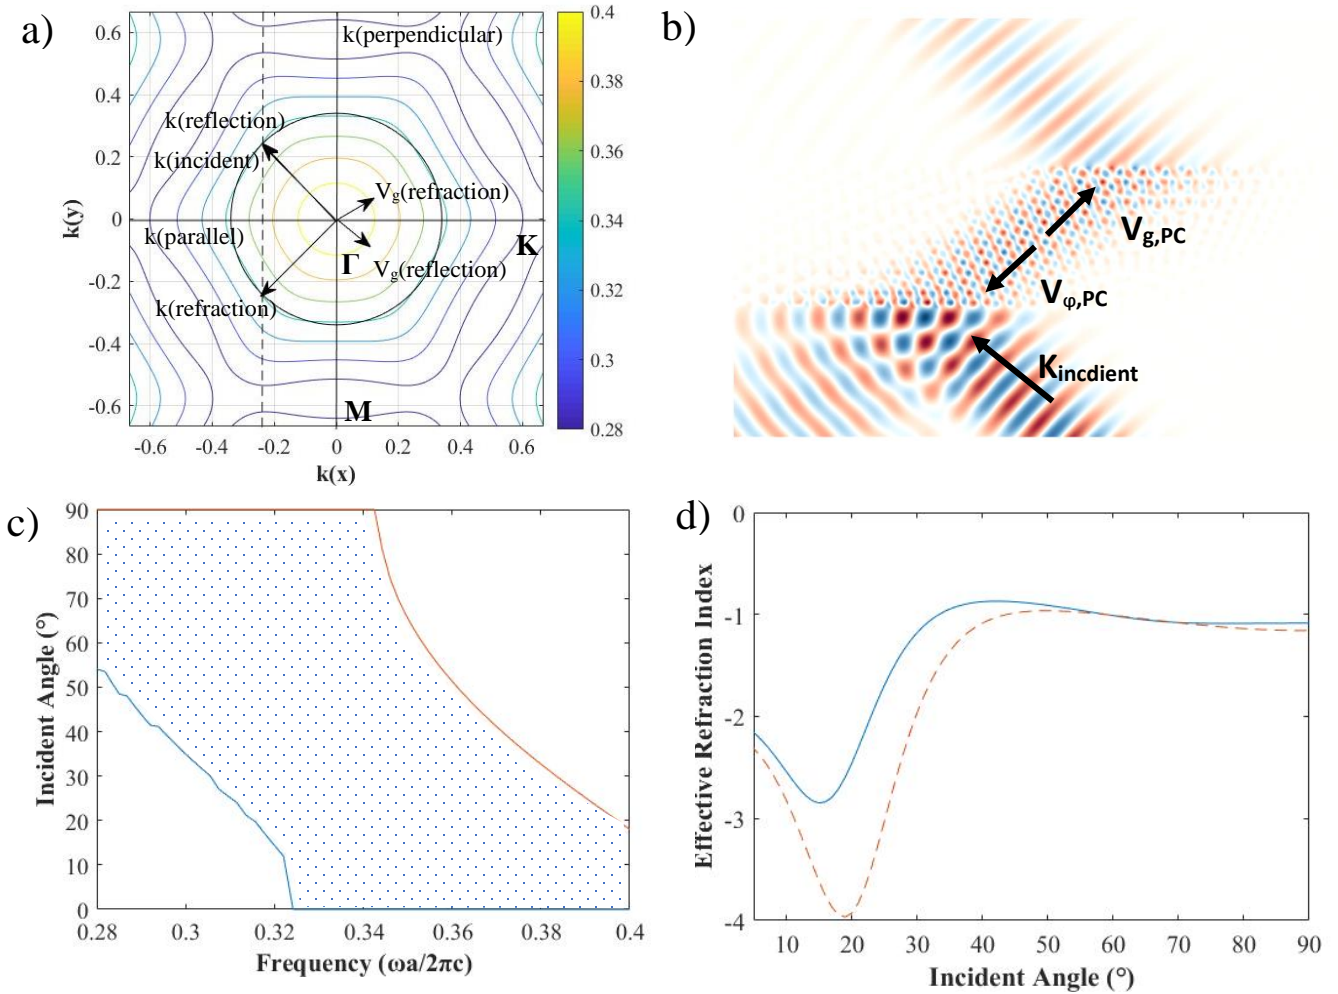 a)
k(perpendicular)
k(reflection)
k(incident)
Vg(refraction)
k(parallel)
Γ
K
Vg(reflection)
k(refraction)
M
0.6
0.4
0.2
0
-0.2
-0.4
-0.6
k(y)
-0.6 -0.4 -0.2 0 0.2 0.4 0.6
k(x)
0.4
0.38
0.36
0.34
0.32
0.3
0.28
b)
Vg,PC
Vφ,PC
Kincdient
c)
90
80
70
60
50
40
30
20
10
0
Incident Angle (°)
0.28 0.3 0.32 0.34 0.36 0.38 0.4
Frequency (ωa/2πc)
d)
0
-1
-2
-3
-4
Effective Refraction Index
10 20 30 40 50 60 70 80 90
Incident Angle (°)